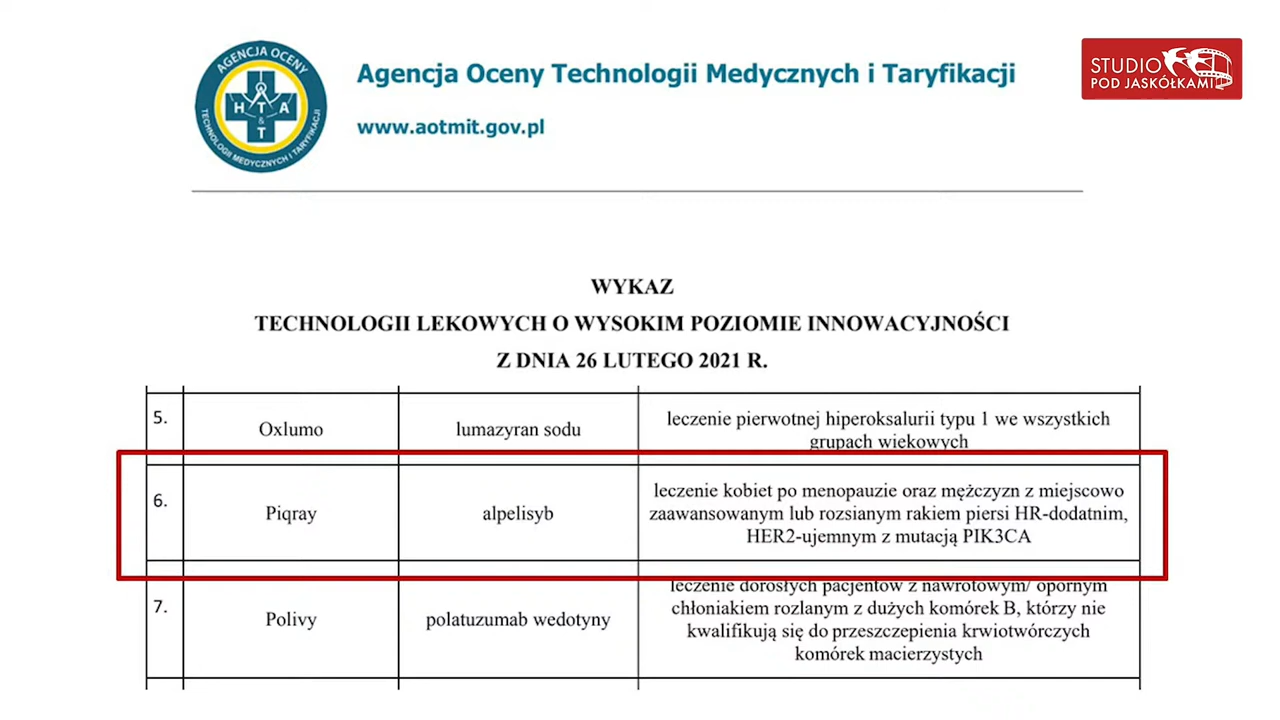 AGENCJA OCENY
TECHNOLOGII MEDYCZNYCH I TARYFIKACJI
H T A
&
T
Agencja Oceny Technologii Medycznych i Taryfikacji
www.aotmit.gov.pl
STUDIO
POD JASKÓŁKAMI
WYKAZ
TECHNOLOGII LEKOWYCH O WYSOKIM POZIOMIE INNOWACYJNOŚCI
Z DNIA 26 LUTEGO 2021 R.
5. Oxlumo lumazyran sodu leczenie pierwotnej hiperoksalurii typu 1 we wszystkich
grupach wiekowych
6. Piqray alpelisyb leczenie kobiet po menopauzie oraz mężczyzn z miejscowo
zaawansowanym lub rozsianym rakiem piersi HR-dodatnim,
HER2-ujemnym z mutacją PIK3CA
7. Polivy polatuzumab wedotyny leczenie dorosłych pacjentów z nawrotowym/ opornym
chłoniakiem rozlanym z dużych komórek B, którzy nie
kwalifikują się do przeszczepienia krwiotwórczych
komórek macierzystych